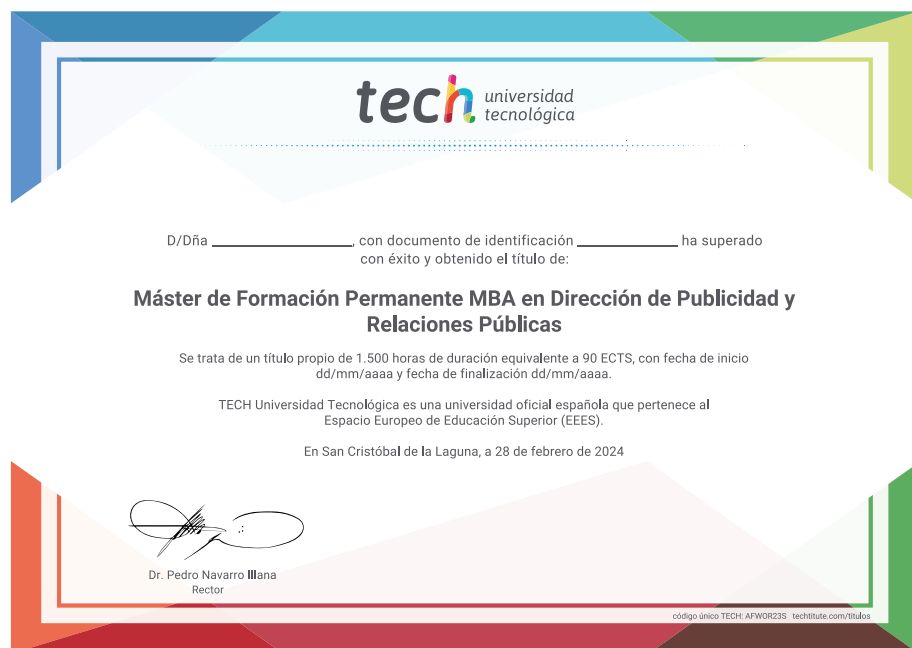 tech universidad
tecnológica
D/Dña ______________, con documento de identificación __________ ha superado
con éxito y obtenido el título de:
Máster de Formación Permanente MBA en Dirección de Publicidad y
Relaciones Públicas
Se trata de un título propio de 1.500 horas de duración equivalente a 90 ECTS, con fecha de inicio
dd/mm/aaaa y fecha de finalización dd/mm/aaaa.
TECH Universidad Tecnológica es una universidad oficial española que pertenece al
Espacio Europeo de Educación Superior (EEES).
En San Cristóbal de la Laguna, a 28 de febrero de 2024
Dr. Pedro Navarro Illana
Rector
código único TECH: AFWOR23S techtitute.com/titulos